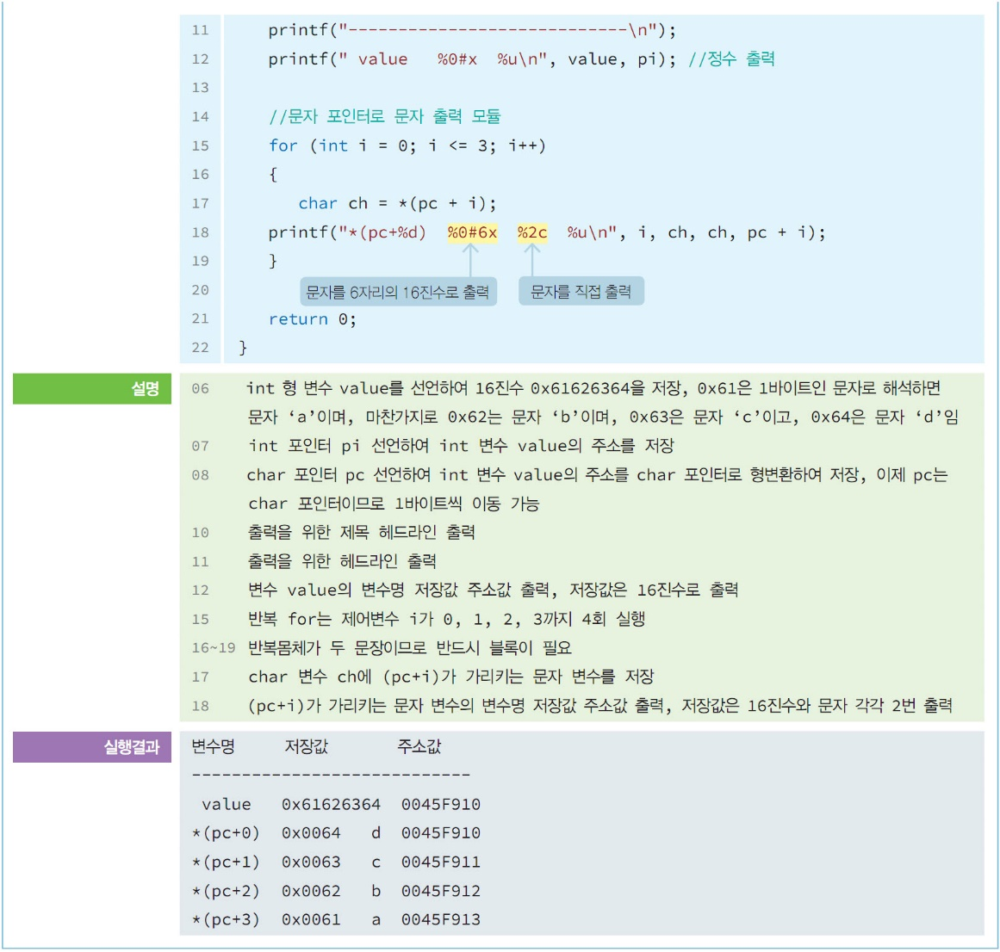 11 printf("----------------------------\n");
12 printf(" value   %0#x  %u\n", value, pi); //정수 출력
13
14 //문자 포인터로 문자 출력 모듈
15 for (int i = 0; i <= 3; i++)
16 {
17 char ch = *(pc + i);
18 printf("*(pc+%d)  %0#6x  %2c  %u\n", i, ch, ch, pc + i);
19 }
20 문자를 6자리의 16진수로 출력 문자를 직접 출력
21 return 0;
22 }
설명
06 int 형 변수 value를 선언하여 16진수 0x61626364을 저장, 0x61은 1바이트인 문자로 해석하면
문자 ‘a’이며, 마찬가지로 0x62는 문자 ‘b’이며, 0x63은 문자 ‘c’이고, 0x64은 문자 ‘d’임
07 int 포인터 pi 선언하여 int 변수 value의 주소를 저장
08 char 포인터 pc 선언하여 int 변수 value의 주소를 char 포인터로 형변환하여 저장, 이제 pc는
char 포인터이므로 1바이트씩 이동 가능
10 출력을 위한 제목 헤드라인 출력
11 출력을 위한 헤드라인 출력
12 변수 value의 변수명 저장값 주소값 출력, 저장값은 16진수로 출력
15 반복 for는 제어변수 i가 0, 1, 2, 3까지 4회 실행
16~19 반복몸체가 두 문장이므로 반드시 블록이 필요
17 char 변수 ch에 (pc+i)가 가리키는 문자 변수를 저장
18 (pc+i)가 가리키는 문자 변수의 변수명 저장값 주소값 출력, 저장값은 16진수와 문자 각각 2번 출력
실행결과
변수명 저장값 주소값
----------------------------
value 0x61626364 0045F910
*(pc+0) 0x0064 d 0045F910
*(pc+1) 0x0063 c 0045F911
*(pc+2) 0x0062 b 0045F912
*(pc+3) 0x0061 a 0045F913